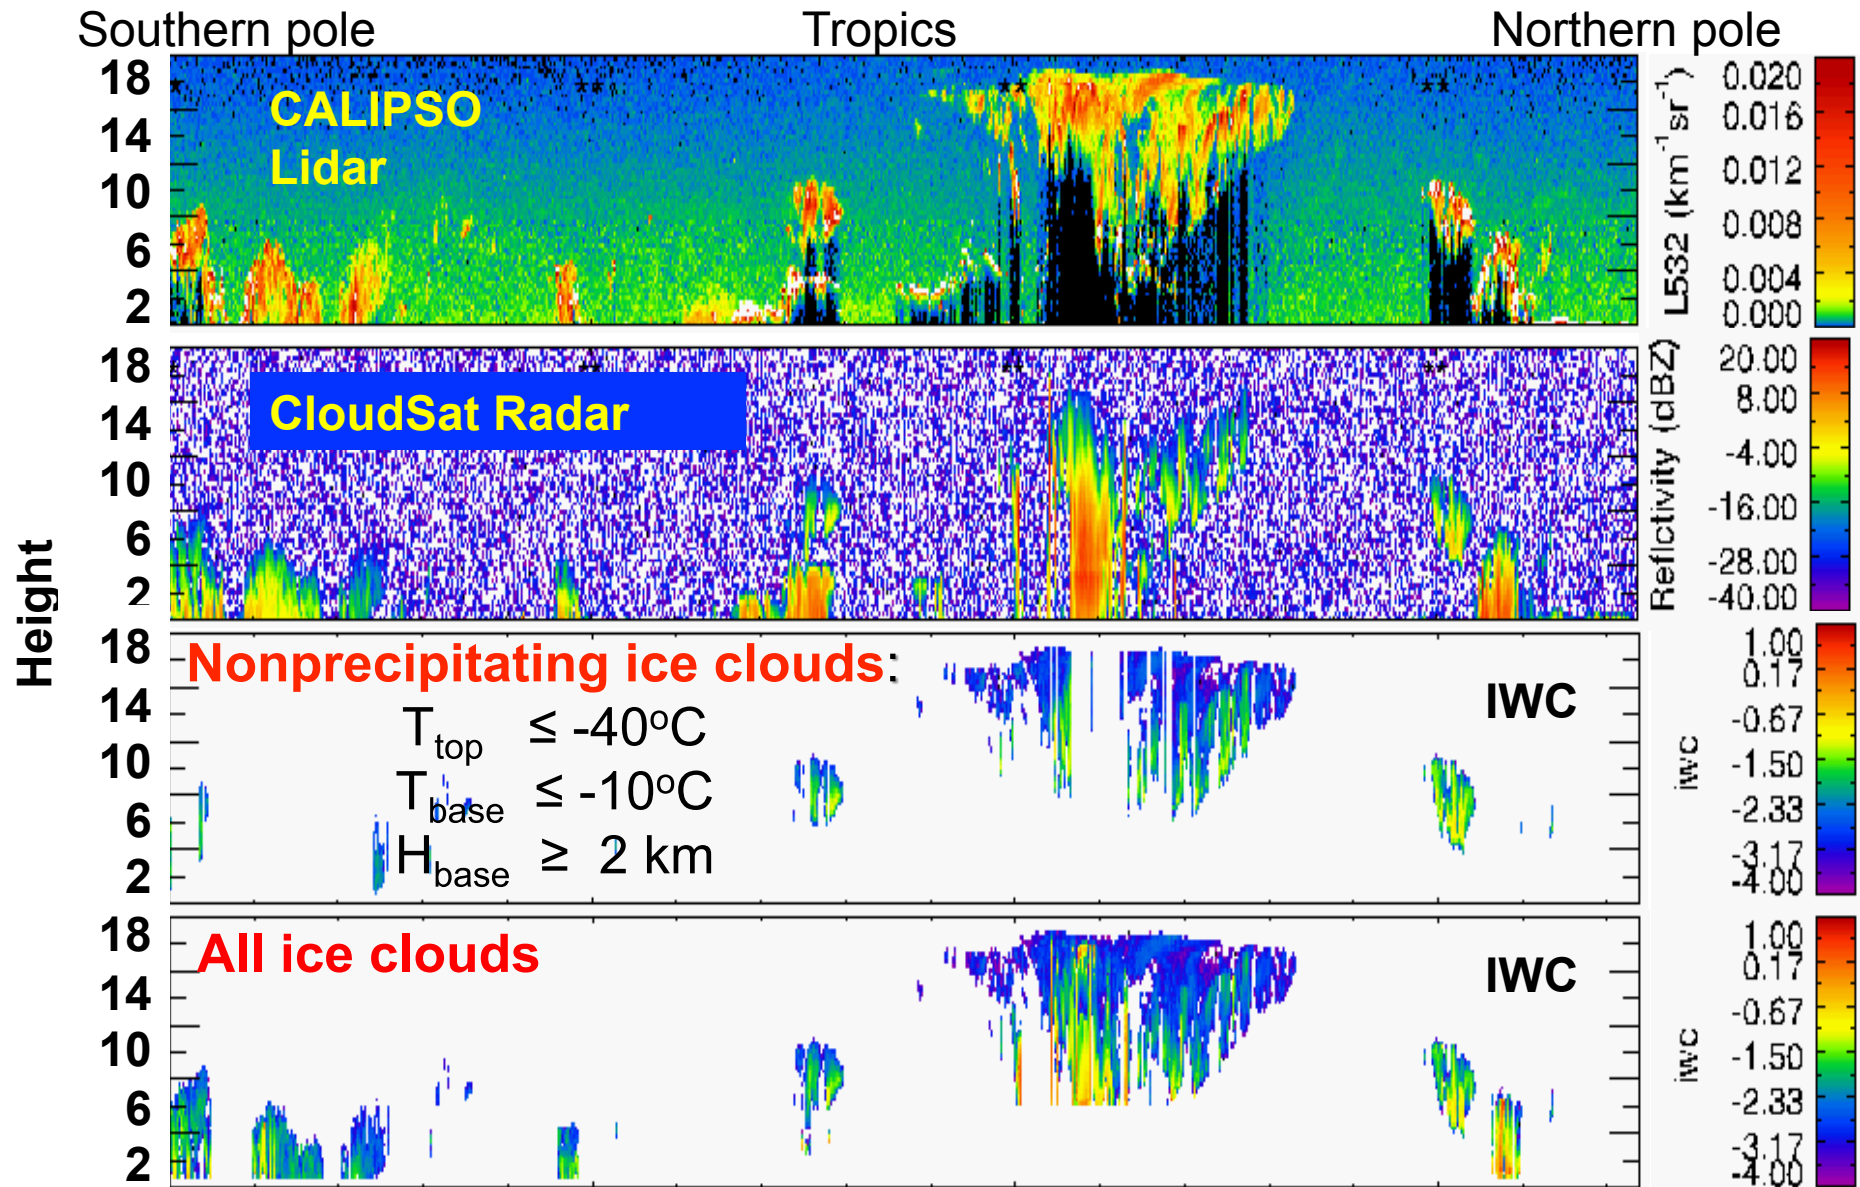 Southern pole Tropics Northern pole
CALIPSO
Lidar
18
14
10
6
2
L532 (km⁻¹sr⁻¹)
0.020
0.016
0.012
0.008
0.004
0.000
CloudSat Radar
18
14
10
6
2
Reflctivity (dBZ)
20.00
8.00
-4.00
-16.00
-28.00
-40.00
Height
Nonprecipitating ice clouds:
T_top ≤ -40°C
T_base ≤ -10°C
H_base ≥ 2 km
IWC
18
14
10
6
2
iwc
1.00
0.17
-0.67
-1.50
-2.33
-3.17
-4.00
All ice clouds
IWC
18
14
10
6
2
iwc
1.00
0.17
-0.67
-1.50
-2.33
-3.17
-4.00